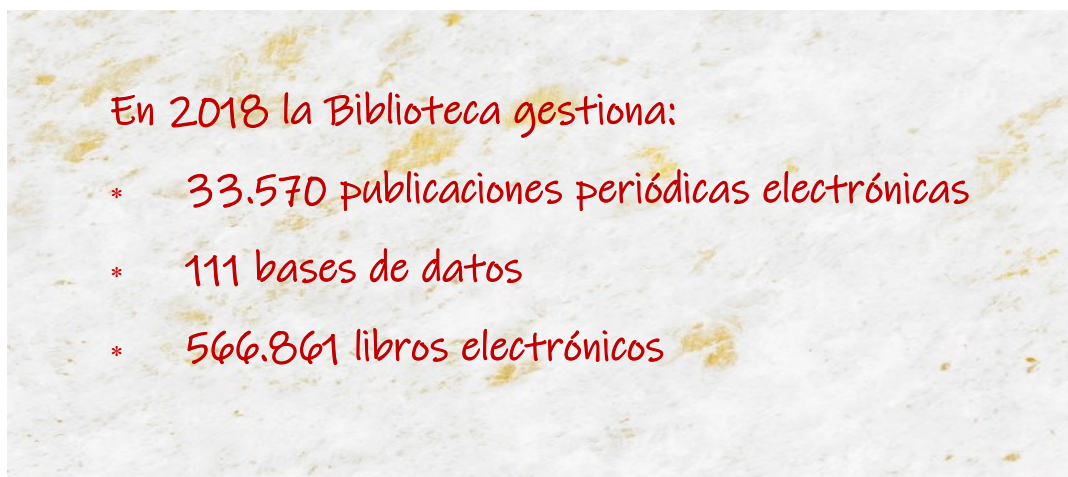 En 2018 la Biblioteca gestiona:
* 33.570 publicaciones periódicas electrónicas
* 111 bases de datos
* 566.861 libros electrónicos